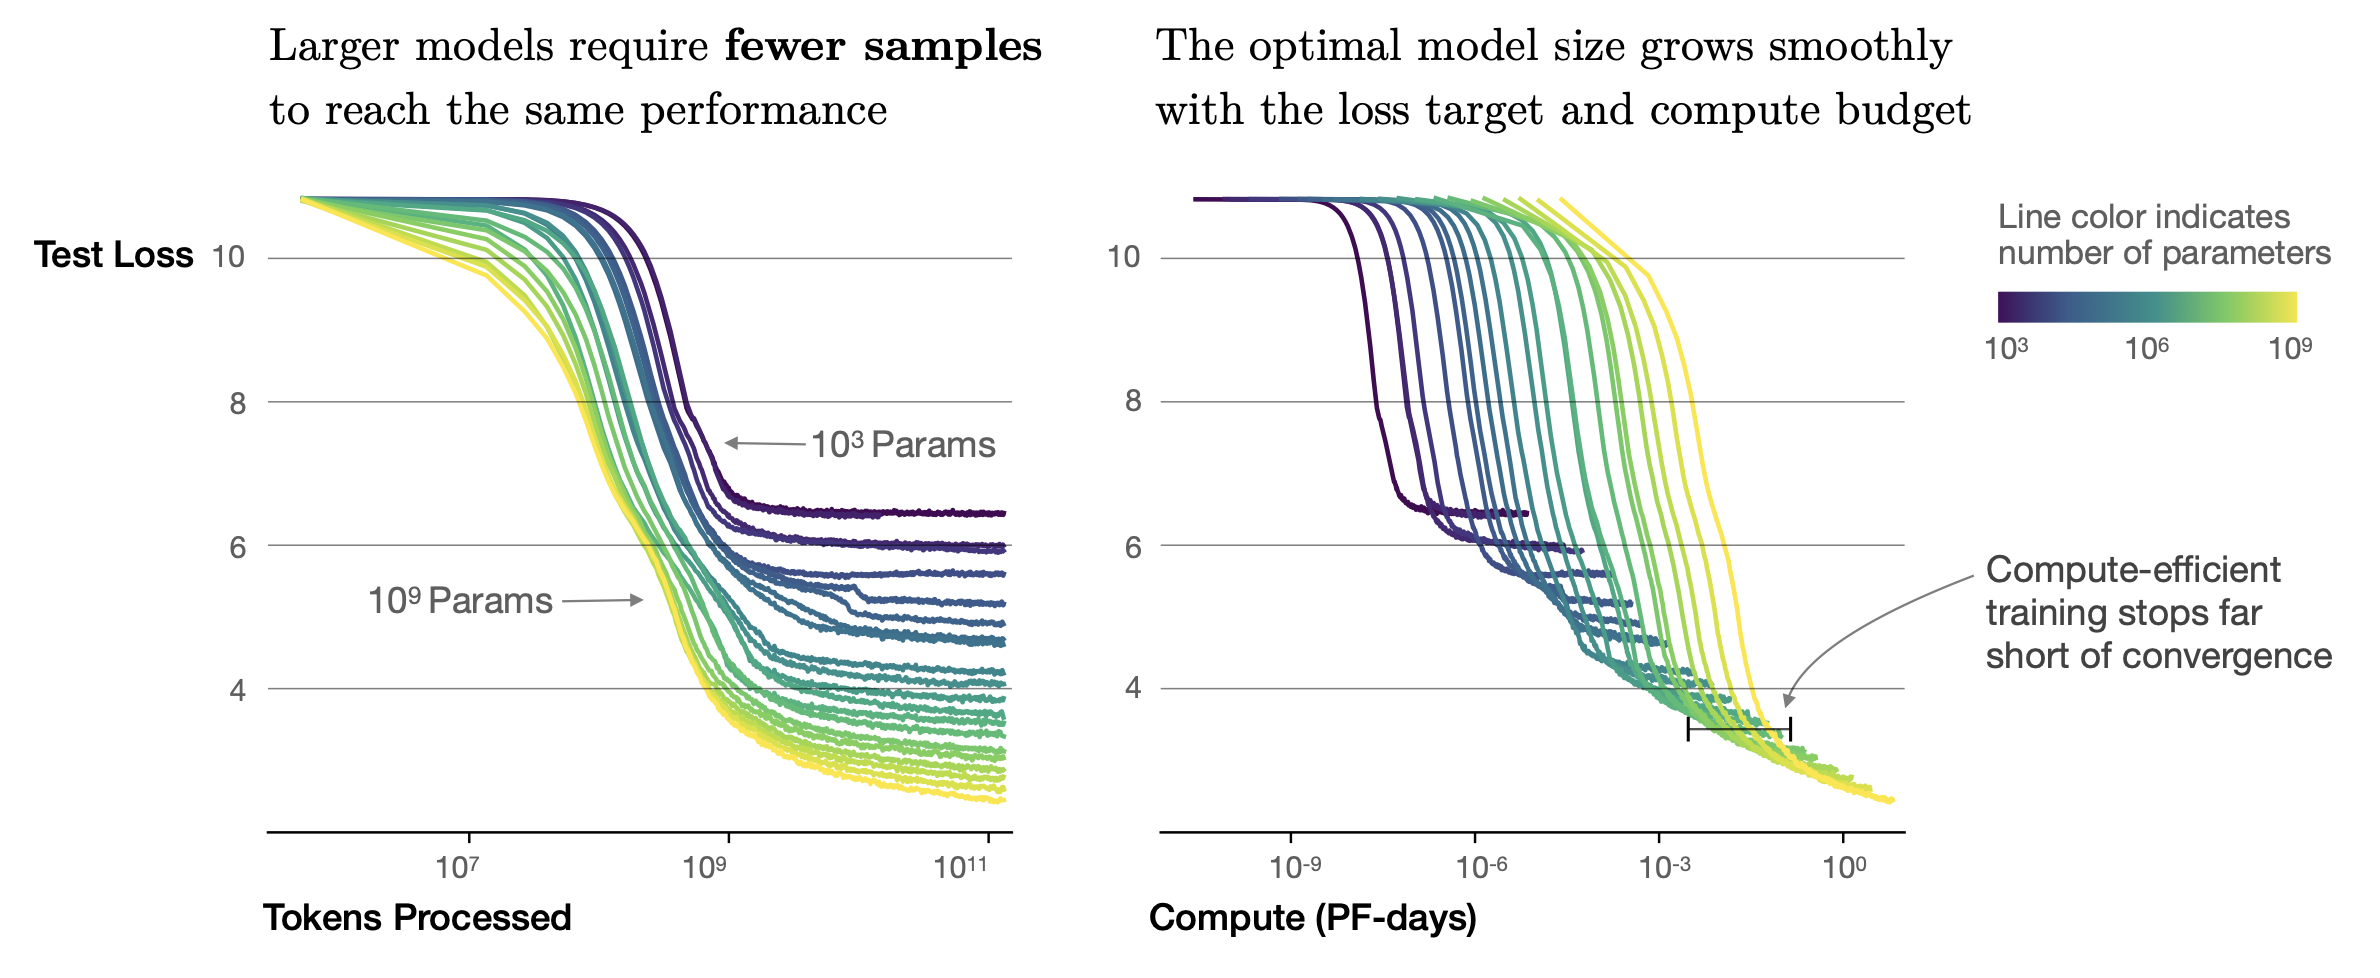 Larger models require fewer samples
to reach the same performance
The optimal model size grows smoothly
with the loss target and compute budget
Test Loss
10
8
6
4
10³ Params
10⁹ Params
10⁷
10⁹
10¹¹
Tokens Processed
10
8
6
4
10⁻⁹
10⁻⁶
10⁻³
10⁰
Compute (PF-days)
Line color indicates
number of parameters
10³
10⁶
10⁹
Compute-efficient
training stops far
short of convergence